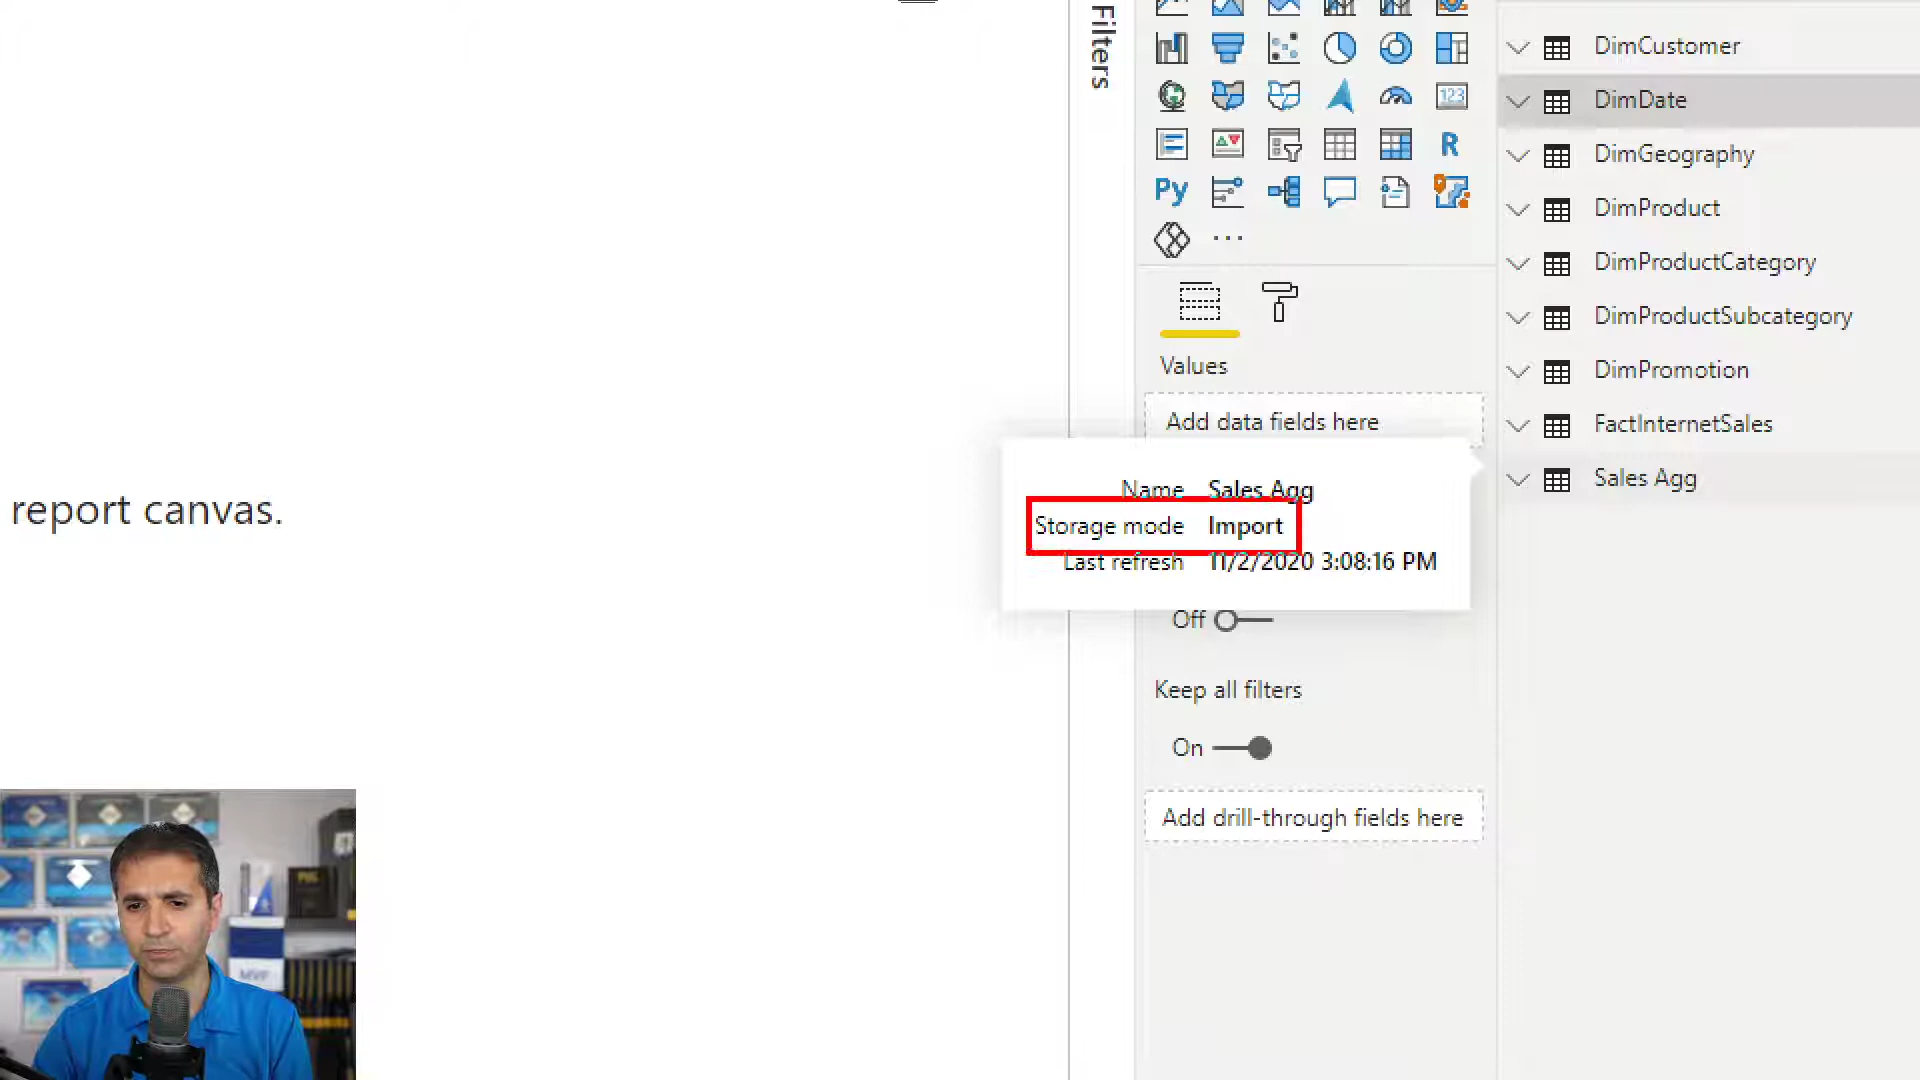 Filters
123
R
Py
Values
Add data fields here
Name Sales Agg
Storage mode Import
Last refresh 11/2/2020 3:08:16 PM
Off
Keep all filters
On
Add drill-through fields here
DimCustomer
DimDate
DimGeography
DimProduct
DimProductCategory
DimProductSubcategory
DimPromotion
FactInternetSales
Sales Agg
report canvas.
MVP